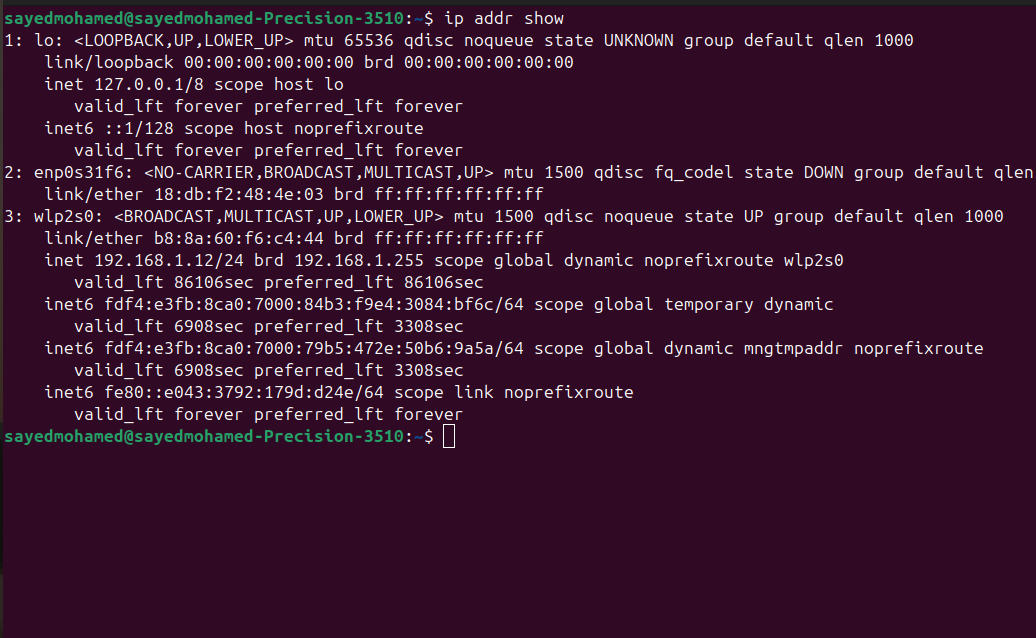 sayedmohamed@sayedmohamed-Precision-3510:~$ ip addr show
1: lo: <LOOPBACK,UP,LOWER_UP> mtu 65536 qdisc noqueue state UNKNOWN group default qlen 1000
    link/loopback 00:00:00:00:00:00 brd 00:00:00:00:00:00
    inet 127.0.0.1/8 scope host lo
       valid_lft forever preferred_lft forever
    inet6 ::1/128 scope host noprefixroute
       valid_lft forever preferred_lft forever
2: enp0s31f6: <NO-CARRIER,BROADCAST,MULTICAST,UP> mtu 1500 qdisc fq_codel state DOWN group default qlen
    link/ether 18:db:f2:48:4e:03 brd ff:ff:ff:ff:ff:ff
3: wlp2s0: <BROADCAST,MULTICAST,UP,LOWER_UP> mtu 1500 qdisc noqueue state UP group default qlen 1000
    link/ether b8:8a:60:f6:c4:44 brd ff:ff:ff:ff:ff:ff
    inet 192.168.1.12/24 brd 192.168.1.255 scope global dynamic noprefixroute wlp2s0
       valid_lft 86106sec preferred_lft 86106sec
    inet6 fdf4:e3fb:8ca0:7000:84b3:f9e4:3084:bf6c/64 scope global temporary dynamic
       valid_lft 6908sec preferred_lft 3308sec
    inet6 fdf4:e3fb:8ca0:7000:79b5:472e:50b6:9a5a/64 scope global dynamic mngtmpaddr noprefixroute
       valid_lft 6908sec preferred_lft 3308sec
    inet6 fe80::e043:3792:179d:d24e/64 scope link noprefixroute
       valid_lft forever preferred_lft forever
sayedmohamed@sayedmohamed-Precision-3510:~$